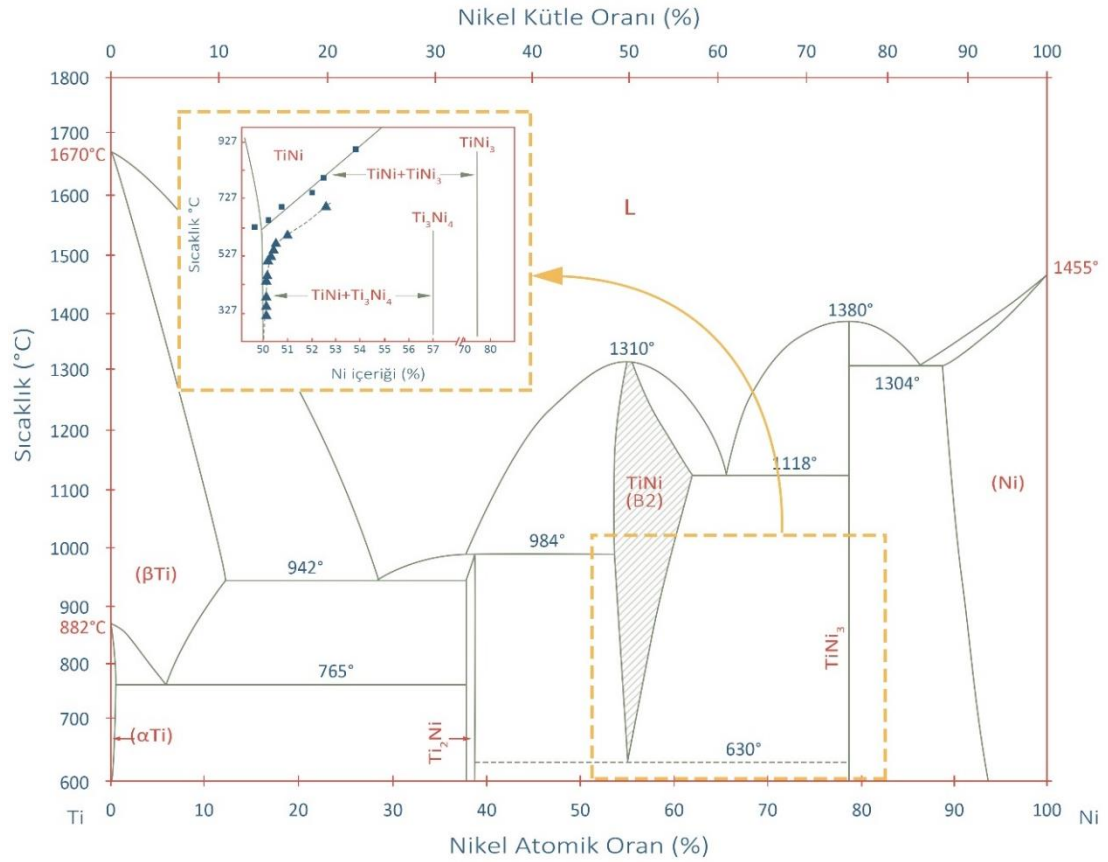 Nikel Kütle Oranı (%)
0 10 20 30 40 50 60 70 80 90 100
Sıcaklık (°C)
1800
1700
1670°C
1600
1500
1400
1300
1200
1100
1000
900
882°C
800
700
600
Sıcaklık °C
927
727
527
327
TiNi
TiNi₃
TiNi+TiNi₃
Ti₃Ni₄
TiNi+Ti₃Ni₄
50 51 52 53 54 55 56 57 70 80
Ni içeriği (%)
L
1455°
1380°
1310°
1304°
1118°
TiNi
(B2)
(Ni)
984°
942°
(βTi)
765°
TiNi₃
(αTi)
Ti₂Ni
630°
0 10 20 30 40 50 60 70 80 90 100
Ti
Ni
Nikel Atomik Oran (%)